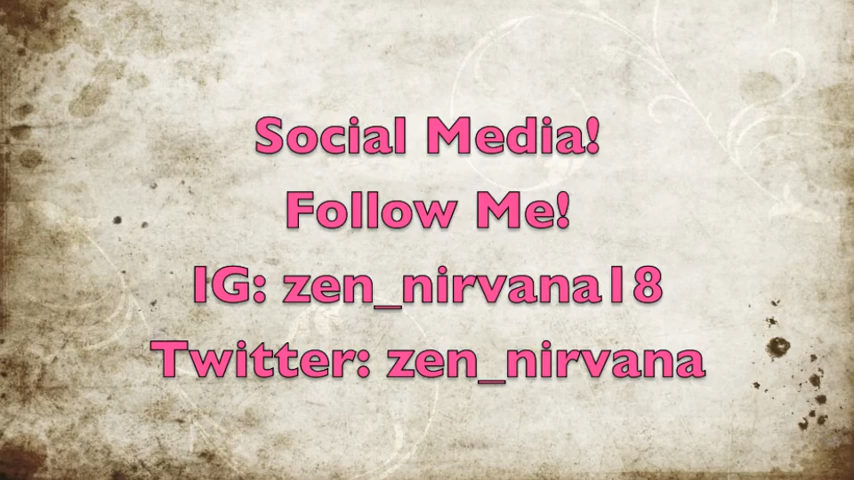 Social Media!
Follow Me!
IG: zen_nirvana18
Twitter: zen_nirvana